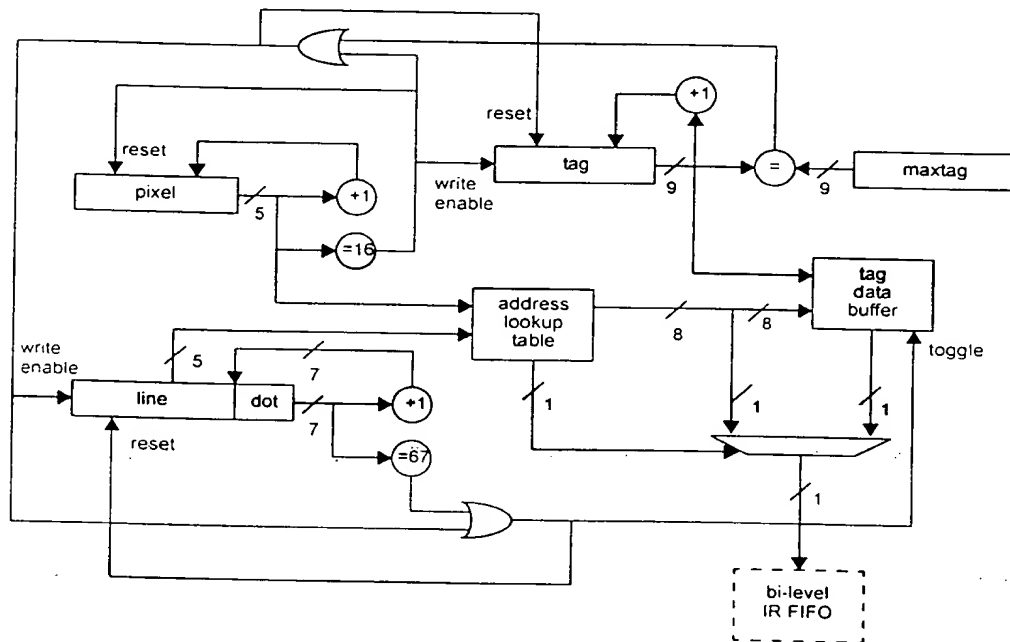 reset
+1
reset
reset
pixel
5
+1
write
enable
tag
9
=
9
maxtag
=16
address
lookup
table
8
8
tag
data
buffer
toggle
write
enable
5
7
line
dot
7
+1
1
1
1
reset
=67
1
bi-level
IR FIFO